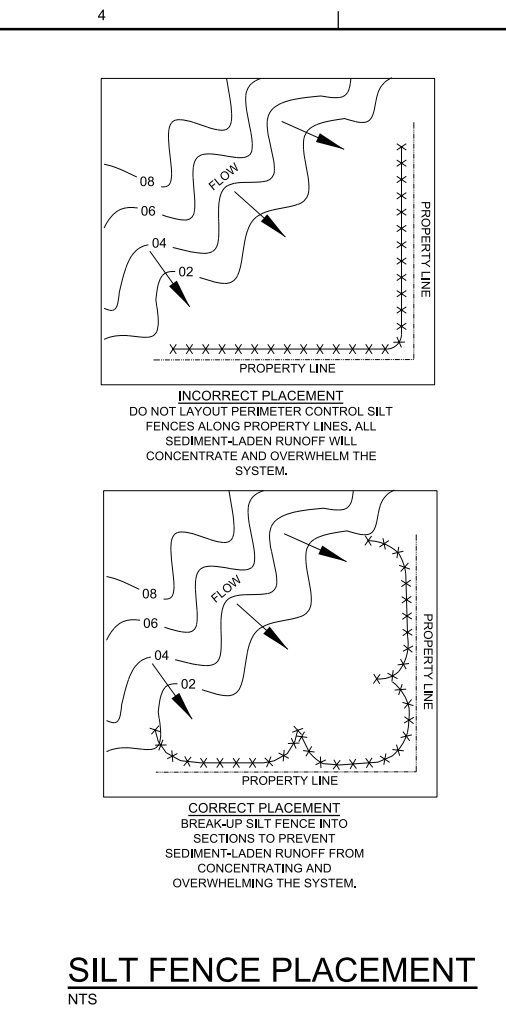 4
08
06
04
02
FLOW
PROPERTY LINE
PROPERTY LINE
INCORRECT PLACEMENT
DO NOT LAYOUT PERIMETER CONTROL SILT
FENCES ALONG PROPERTY LINES. ALL
SEDIMENT-LADEN RUNOFF WILL
CONCENTRATE AND OVERWHELM THE
SYSTEM.
08
06
04
02
FLOW
PROPERTY LINE
PROPERTY LINE
CORRECT PLACEMENT
BREAK-UP SILT FENCE INTO
SECTIONS TO PREVENT
SEDIMENT-LADEN RUNOFF FROM
CONCENTRATING AND
OVERWHELMING THE SYSTEM.
SILT FENCE PLACEMENT
NTS